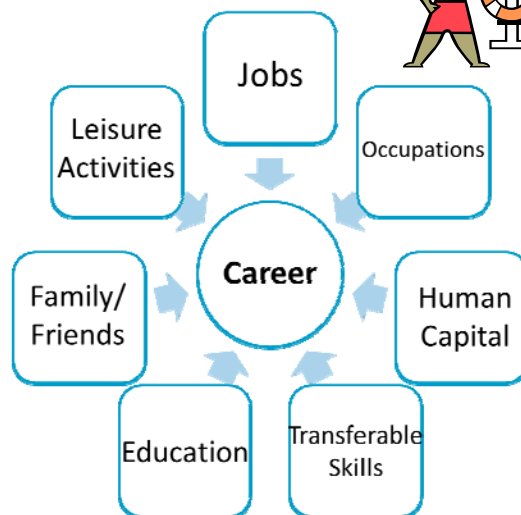 Jobs
Leisure
Activities
Occupations
Career
Family/
Friends
Human
Capital
Education
Transferable
Skills